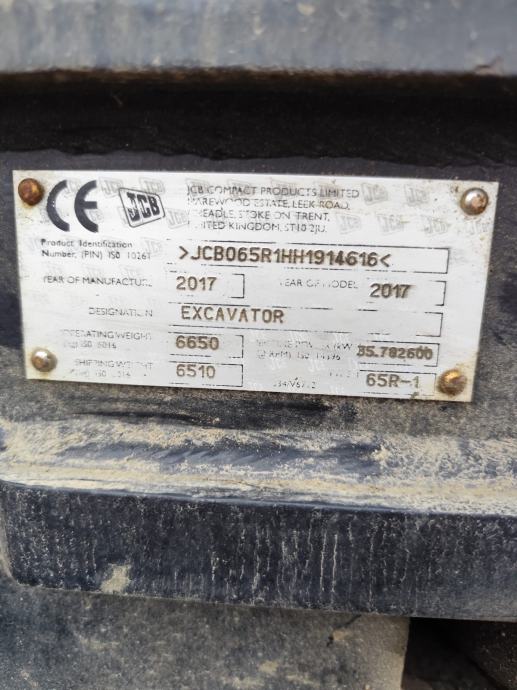 CE JCB
JCB COMPACT PRODUCTS LIMITED
HAREWOOD ESTATE, LEEK ROAD,
CHEADLE, STOKE ON TRENT,
UNITED KINGDOM, ST10 2JU.
Product Identification
Number, (PIN) ISO 10261 >JCB065R1HH1914616<
YEAR OF MANUFACTURE 2017 YEAR OF MODEL 2017
DESIGNATION EXCAVATOR
OPERATING WEIGHT 6650 35.782600
ISO 6016
SHIPPING WEIGHT 6510 65R-1